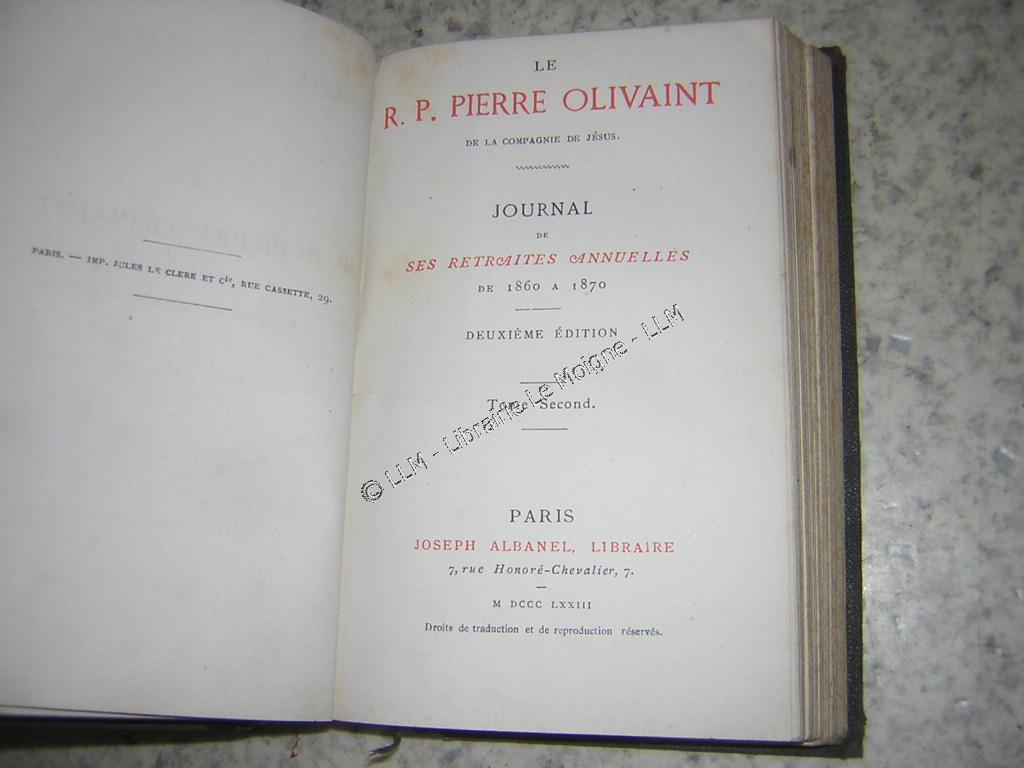 PARIS. — IMP. JULES LE CLERE ET Cie, RUE CASSETTE, 29.
LE
R. P. PIERRE OLIVAINT
DE LA COMPAGNIE DE JÉSUS.
JOURNAL
DE
SES RETRAITES ANNUELLES
DE 1860 A 1870
DEUXIÈME ÉDITION
Tome Second.
© LLM - Librairie Le Moigne - LLM
PARIS
JOSEPH ALBANEL, LIBRAIRE
7, rue Honoré-Chevalier, 7.
M DCCC LXXIII
Droits de traduction et de reproduction réservés.